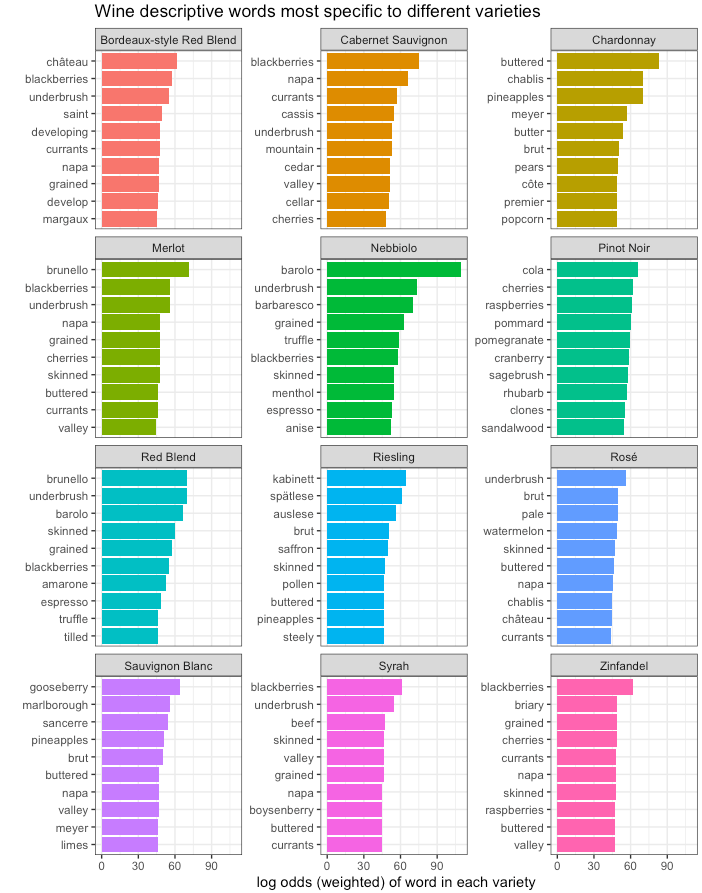 Wine descriptive words most specific to different varieties
Bordeaux-style Red Blend
château
blackberries
underbrush
saint
developing
currants
napa
grained
develop
margaux
Cabernet Sauvignon
blackberries
napa
currants
cassis
underbrush
mountain
cedar
valley
cellar
cherries
Chardonnay
buttered
chablis
pineapples
meyer
butter
brut
pears
côte
premier
popcorn
Merlot
brunello
blackberries
underbrush
napa
grained
cherries
skinned
buttered
currants
valley
Nebbiolo
barolo
underbrush
barbaresco
grained
truffle
blackberries
skinned
menthol
espresso
anise
Pinot Noir
cola
cherries
raspberries
pommard
pomegranate
cranberry
sagebrush
rhubarb
clones
sandalwood
Red Blend
brunello
underbrush
barolo
skinned
grained
blackberries
amarone
espresso
truffle
tilled
Riesling
kabinett
spätlese
auslese
brut
saffron
skinned
pollen
buttered
pineapples
steely
Rosé
underbrush
brut
pale
watermelon
skinned
buttered
napa
chablis
château
currants
Sauvignon Blanc
gooseberry
marlborough
sancerre
pineapples
brut
buttered
napa
valley
meyer
limes
0 30 60 90
Syrah
blackberries
underbrush
beef
skinned
valley
grained
napa
boysenberry
buttered
currants
0 30 60 90
Zinfandel
blackberries
briary
grained
cherries
currants
napa
skinned
raspberries
buttered
valley
0 30 60 90
log odds (weighted) of word in each variety